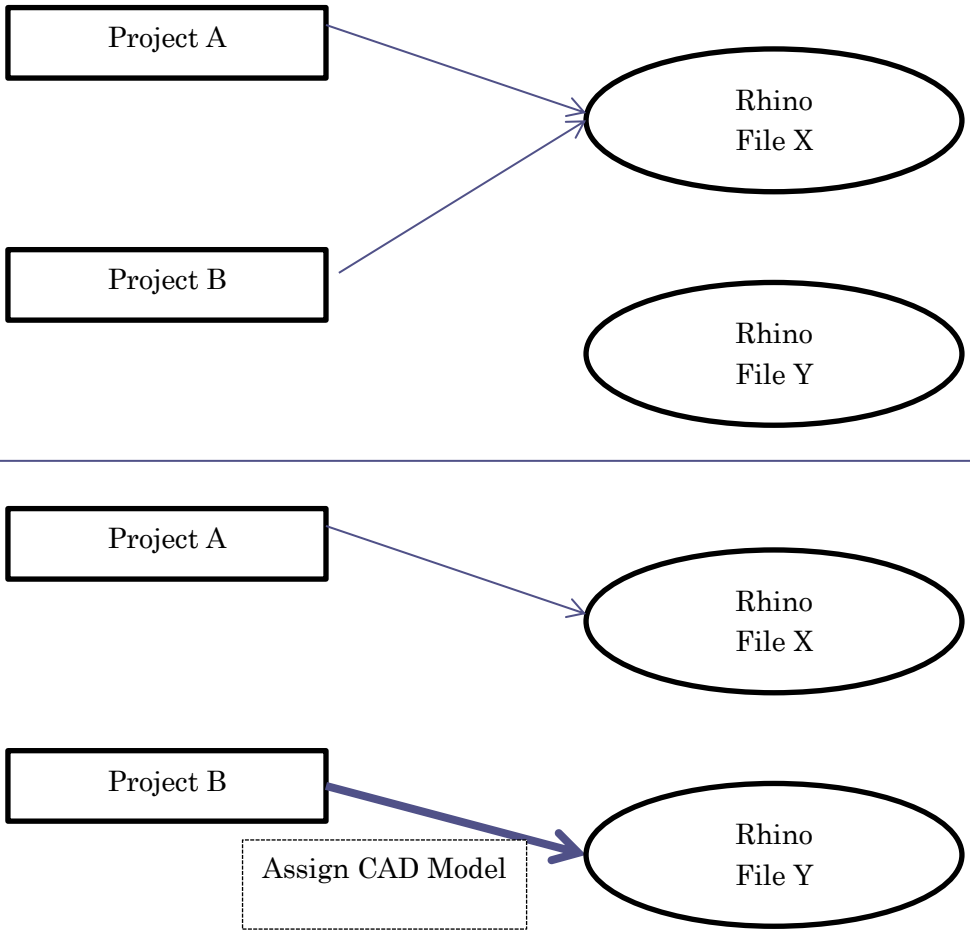 Project A
Rhino
File X
Project B
Rhino
File Y
Project A
Rhino
File X
Project B
Rhino
File Y
Assign CAD Model